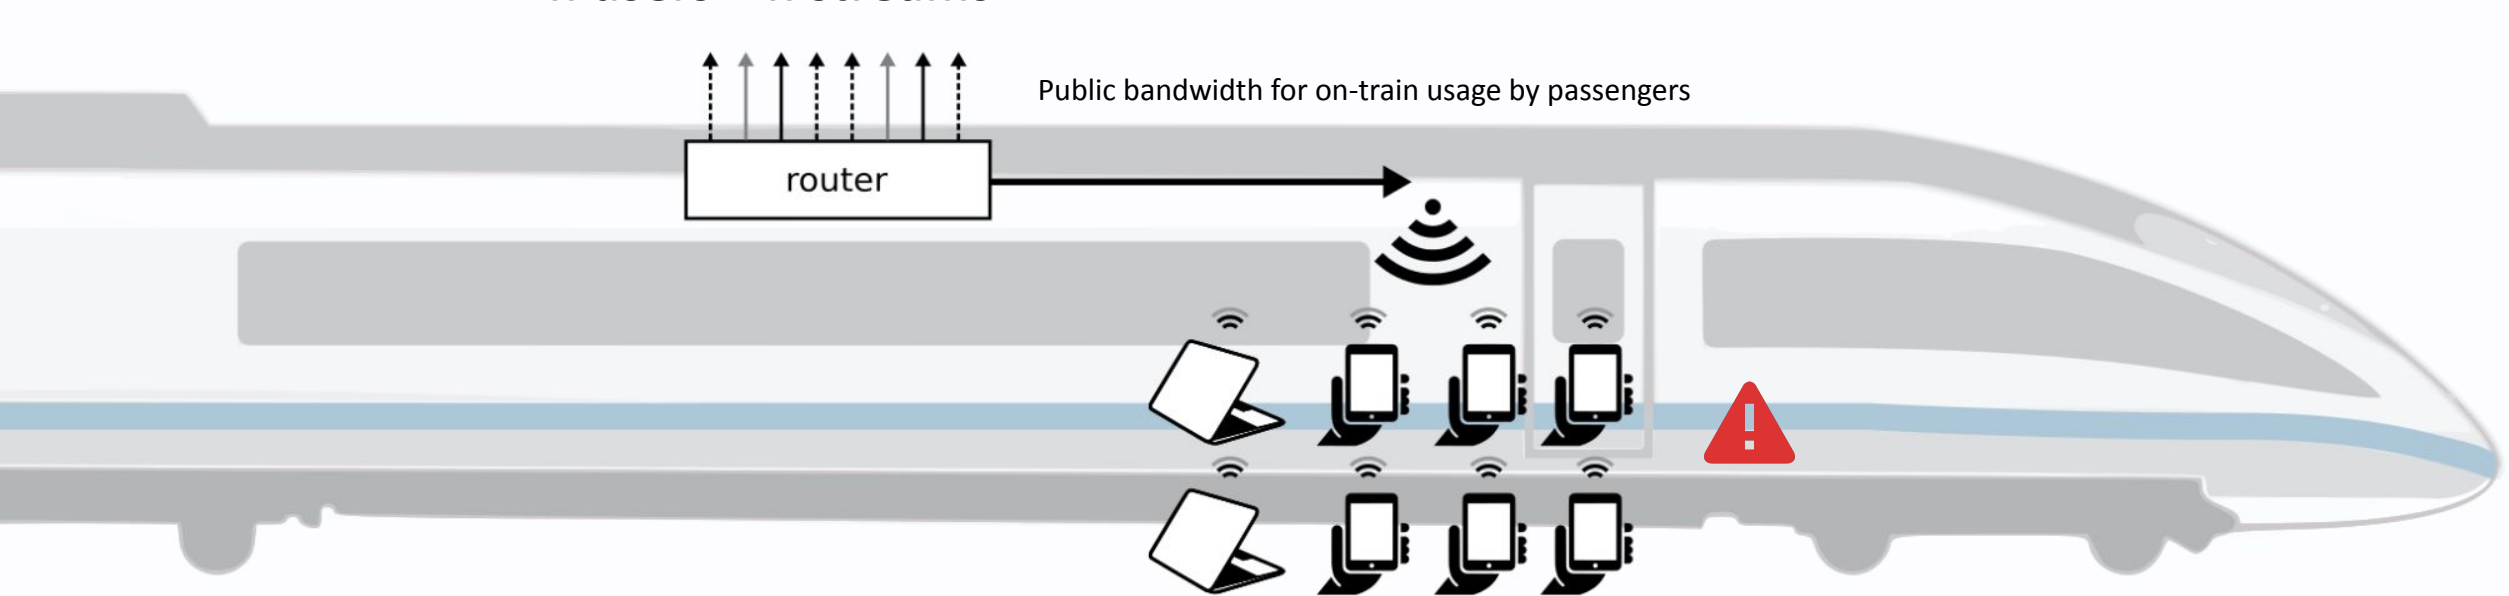 Public bandwidth for on-train usage by passengers
router